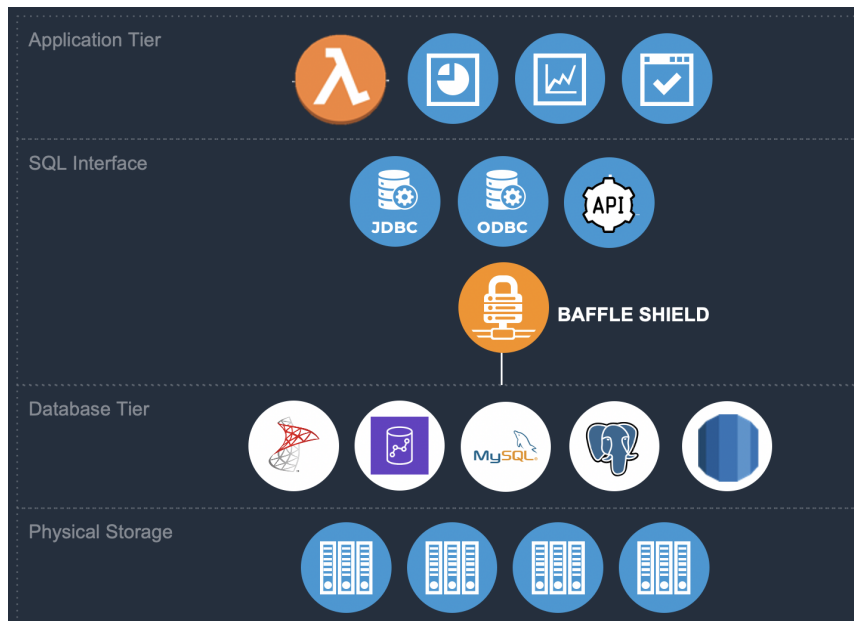 Application Tier
SQL Interface
JDBC
ODBC
API
BAFFLE SHIELD
Database Tier
MySQL
Physical Storage